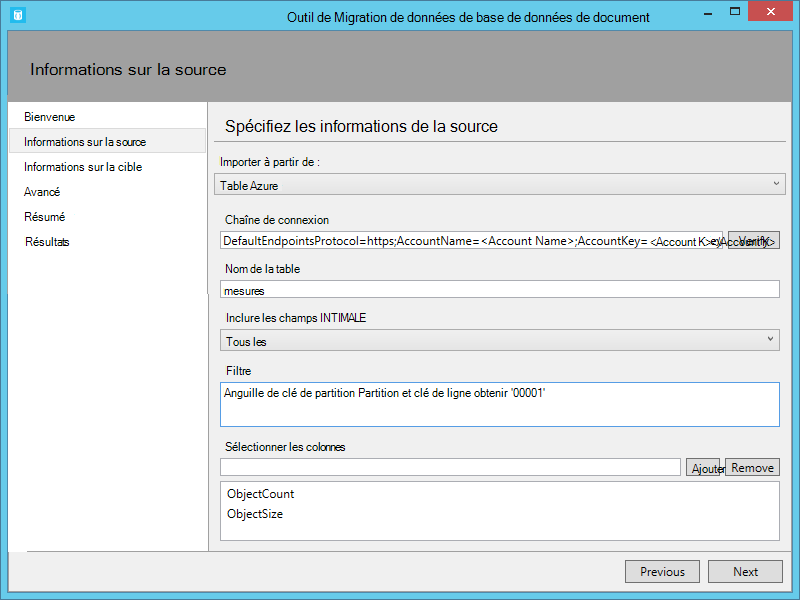 Outil de Migration de données de base de données de document
Informations sur la source
Bienvenue
Informations sur la source
Informations sur la cible
Avancé
Résumé
Résultats
Spécifiez les informations de la source
Importer à partir de :
Table Azure
Chaîne de connexion
DefaultEndpointsProtocol=https;AccountName=<Account Name>;AccountKey= <Account K>
Verify
Nom de la table
mesures
Inclure les champs INTIMALE
Tous les
Filtre
Anguille de clé de partition Partition et clé de ligne obtenir '00001'
Sélectionner les colonnes
Ajouter Remove
ObjectCount
ObjectSize
Previous Next